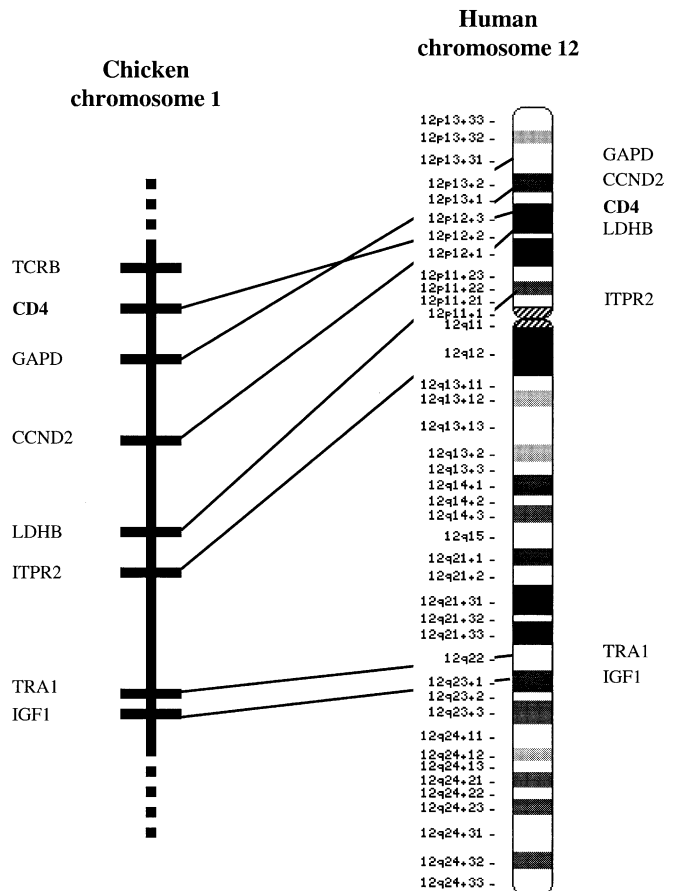 Human
chromosome 12
Chicken
chromosome 1
TCRB
CD4
GAPD
CCND2
LDHB
ITPR2
TRA1
IGF1
12p13+33
12p13+32
12p13+31
12p13+2
12p13+1
12p12+3
12p12+2
12p12+1
12p11+23
12p11+22
12p11+21
12p11+1
12q11
12q12
12q13+11
12q13+12
12q13+13
12q13+2
12q13+3
12q14+1
12q14+2
12q14+3
12q15
12q21+1
12q21+2
12q21+31
12q21+32
12q21+33
12q22
12q23+1
12q23+2
12q23+3
12q24+11
12q24+12
12q24+13
12q24+21
12q24+22
12q24+23
12q24+31
12q24+32
12q24+33
GAPD
CCND2
CD4
LDHB
ITPR2
TRA1
IGF1